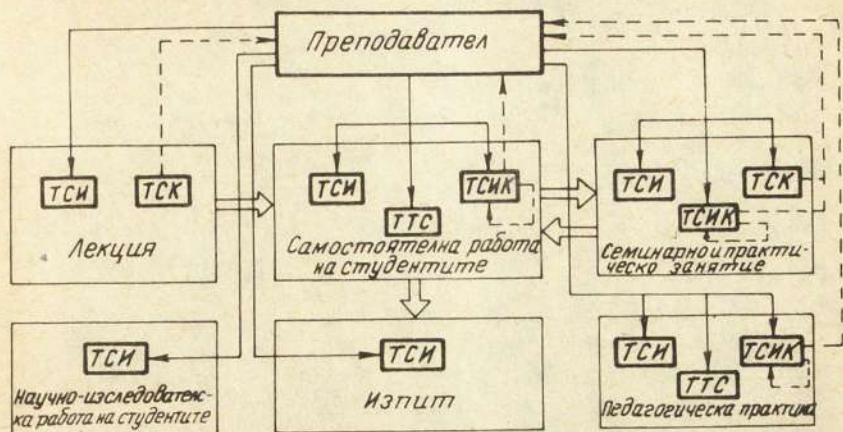 Преподавател
ТСИ
ТСК
Лекция
ТСИ
ТСИК
ТТС
Самостоятелна работа
на студентите
ТСИ
ТСК
ТСИК
Семинарно и практи-
ческо занятие
ТСИ
Научно-изследователс-
ка работа на студентите
ТСИ
Изпит
ТСИ
ТСИК
ТТС
Педагогическа практика